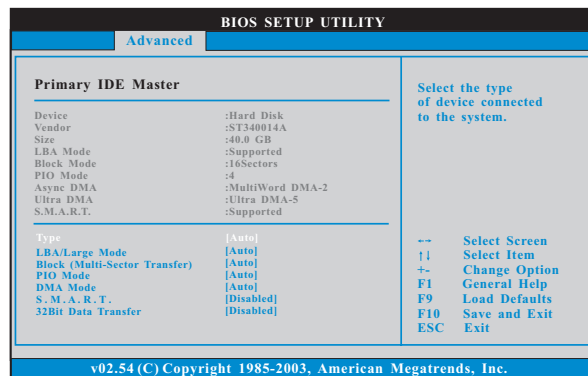 BIOS SETUP UTILITY
Advanced
Primary IDE Master
Device :Hard Disk
Vendor :ST340014A
Size :40.0 GB
LBA Mode :Supported
Block Mode :16Sectors
PIO Mode :4
Async DMA :MultiWord DMA-2
Ultra DMA :Ultra DMA-5
S.M.A.R.T. :Supported
Type [Auto]
LBA/Large Mode [Auto]
Block (Multi-Sector Transfer) [Auto]
PIO Mode [Auto]
DMA Mode [Auto]
S.M.A.R.T. [Disabled]
32Bit Data Transfer [Disabled]
Select the type
of device connected
to the system.
←→ Select Screen
↑↓ Select Item
+- Change Option
F1 General Help
F9 Load Defaults
F10 Save and Exit
ESC Exit
v02.54 (C) Copyright 1985-2003, American Megatrends, Inc.